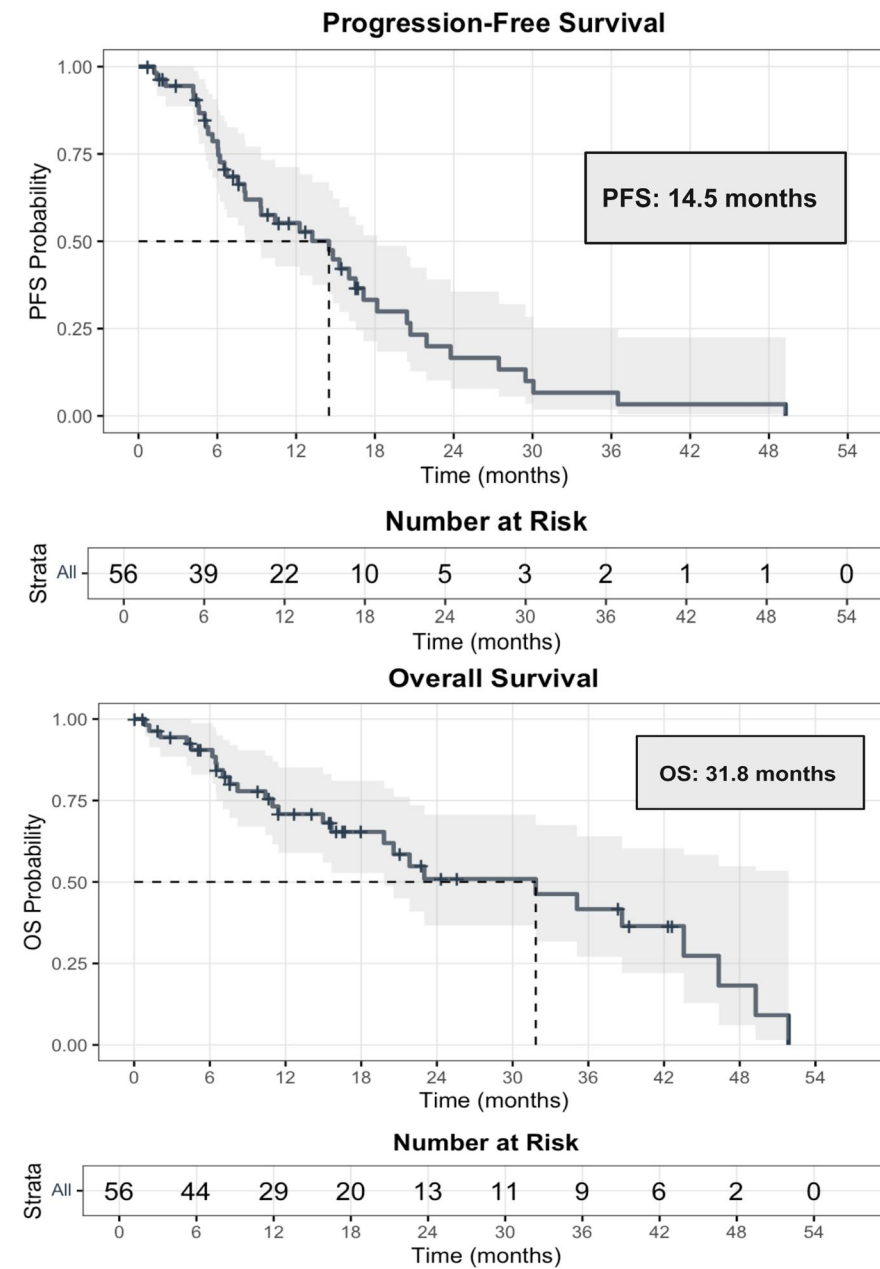 Progression-Free Survival
PFS Probability
1.00
0.75
0.50
0.25
0.00
PFS: 14.5 months
0 6 12 18 24 30 36 42 48 54
Time (months)
Number at Risk
Strata
All 56 39 22 10 5 3 2 1 1 0
0 6 12 18 24 30 36 42 48 54
Time (months)
Overall Survival
OS Probability
1.00
0.75
0.50
0.25
0.00
OS: 31.8 months
0 6 12 18 24 30 36 42 48 54
Time (months)
Number at Risk
Strata
All 56 44 29 20 13 11 9 6 2 0
0 6 12 18 24 30 36 42 48 54
Time (months)